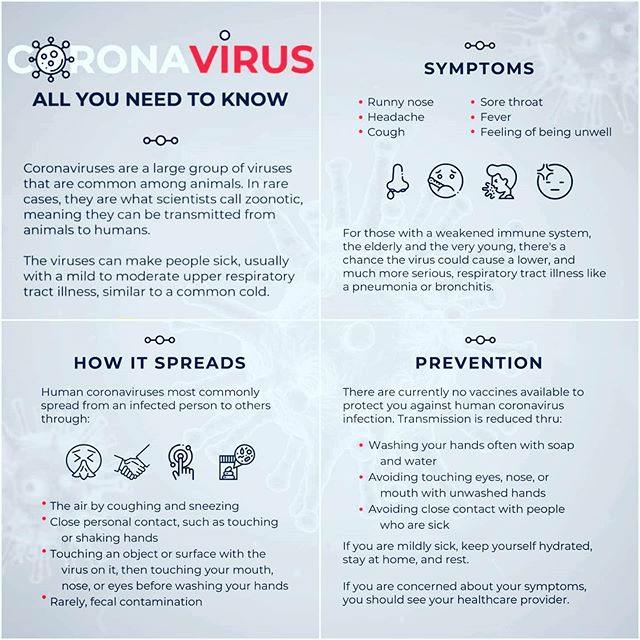 CORONAVIRUS
ALL YOU NEED TO KNOW
Coronaviruses are a large group of viruses
that are common among animals. In rare
cases, they are what scientists call zoonotic,
meaning they can be transmitted from
animals to humans.
The viruses can make people sick, usually
with a mild to moderate upper respiratory
tract illness, similar to a common cold.
SYMPTOMS
• Runny nose
• Headache
• Cough
• Sore throat
• Fever
• Feeling of being unwell
For those with a weakened immune system,
the elderly and the very young, there's a
chance the virus could cause a lower, and
much more serious, respiratory tract illness like
a pneumonia or bronchitis.
HOW IT SPREADS
Human coronaviruses most commonly
spread from an infected person to others
through:
• The air by coughing and sneezing
• Close personal contact, such as touching
or shaking hands
• Touching an object or surface with the
virus on it, then touching your mouth,
nose, or eyes before washing your hands
• Rarely, fecal contamination
PREVENTION
There are currently no vaccines available to
protect you against human coronavirus
infection. Transmission is reduced thru:
• Washing your hands often with soap
and water
• Avoiding touching eyes, nose, or
mouth with unwashed hands
• Avoiding close contact with people
who are sick
If you are mildly sick, keep yourself hydrated,
stay at home, and rest.
If you are concerned about your symptoms,
you should see your healthcare provider.